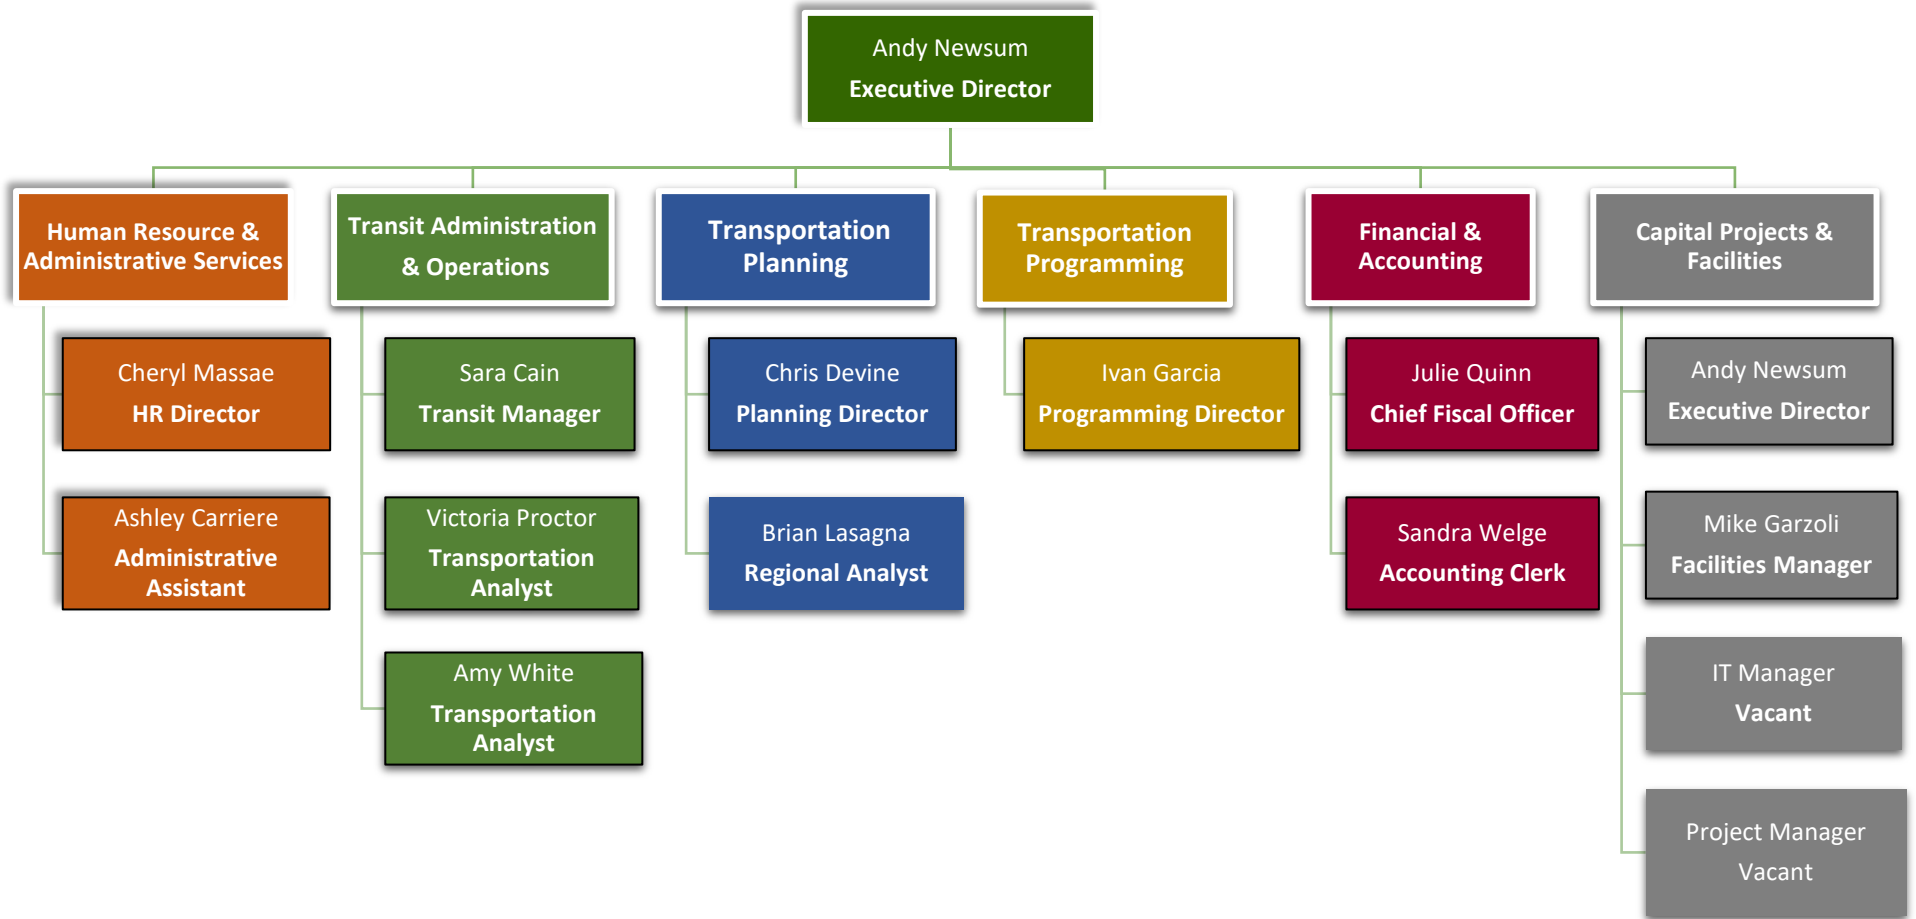 Andy Newsum
Executive Director
Human Resource &
Administrative Services
Transit Administration
& Operations
Transportation
Planning
Transportation
Programming
Financial &
Accounting
Capital Projects &
Facilities
Cheryl Massae
HR Director
Sara Cain
Transit Manager
Chris Devine
Planning Director
Ivan Garcia
Programming Director
Julie Quinn
Chief Fiscal Officer
Andy Newsum
Executive Director
Ashley Carriere
Administrative
Assistant
Victoria Proctor
Transportation
Analyst
Brian Lasagna
Regional Analyst
Sandra Welge
Accounting Clerk
Mike Garzoli
Facilities Manager
Amy White
Transportation
Analyst
IT Manager
Vacant
Project Manager
Vacant